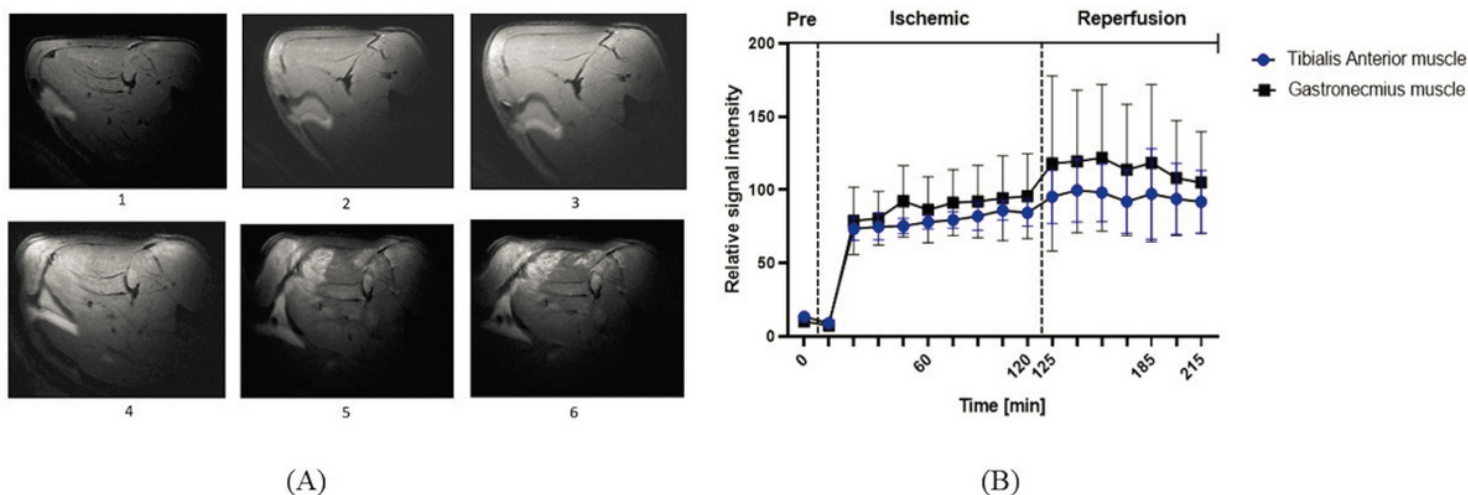 1
2
3
4
5
6
(A)
Pre Ischemic Reperfusion
200
150
100
50
0
Relative signal intensity
0 60 120 125 185 215
Time [min]
Tibialis Anterior muscle
Gastronecmius muscle
(B)